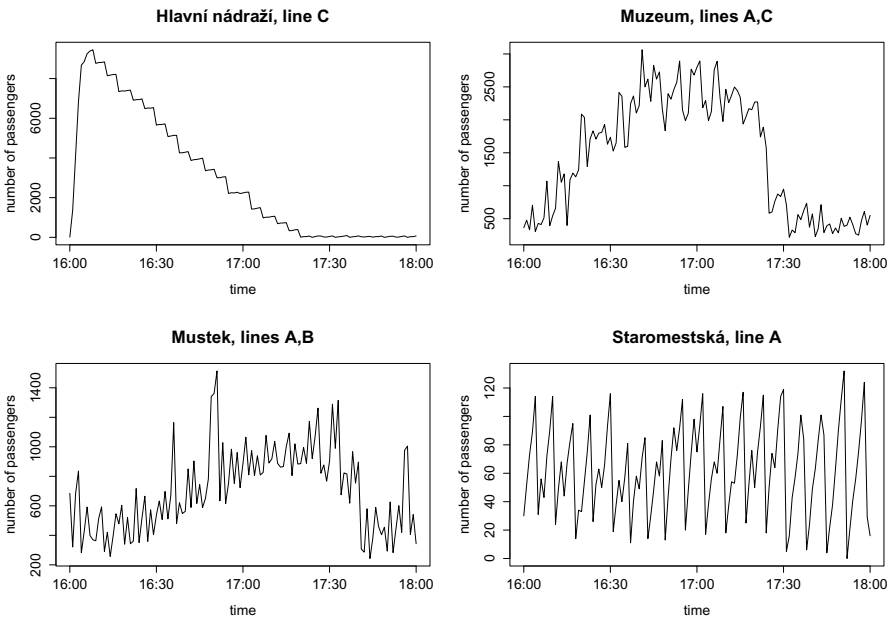 Hlavní nádraží, line C
number of passengers
0 2000 6000
16:00 16:30 17:00 17:30 18:00
time
Muzeum, lines A,C
number of passengers
500 1500 2500
16:00 16:30 17:00 17:30 18:00
time
Mustek, lines A,B
number of passengers
200 600 1000 1400
16:00 16:30 17:00 17:30 18:00
time
Staromestská, line A
number of passengers
0 20 40 60 80 120
16:00 16:30 17:00 17:30 18:00
time